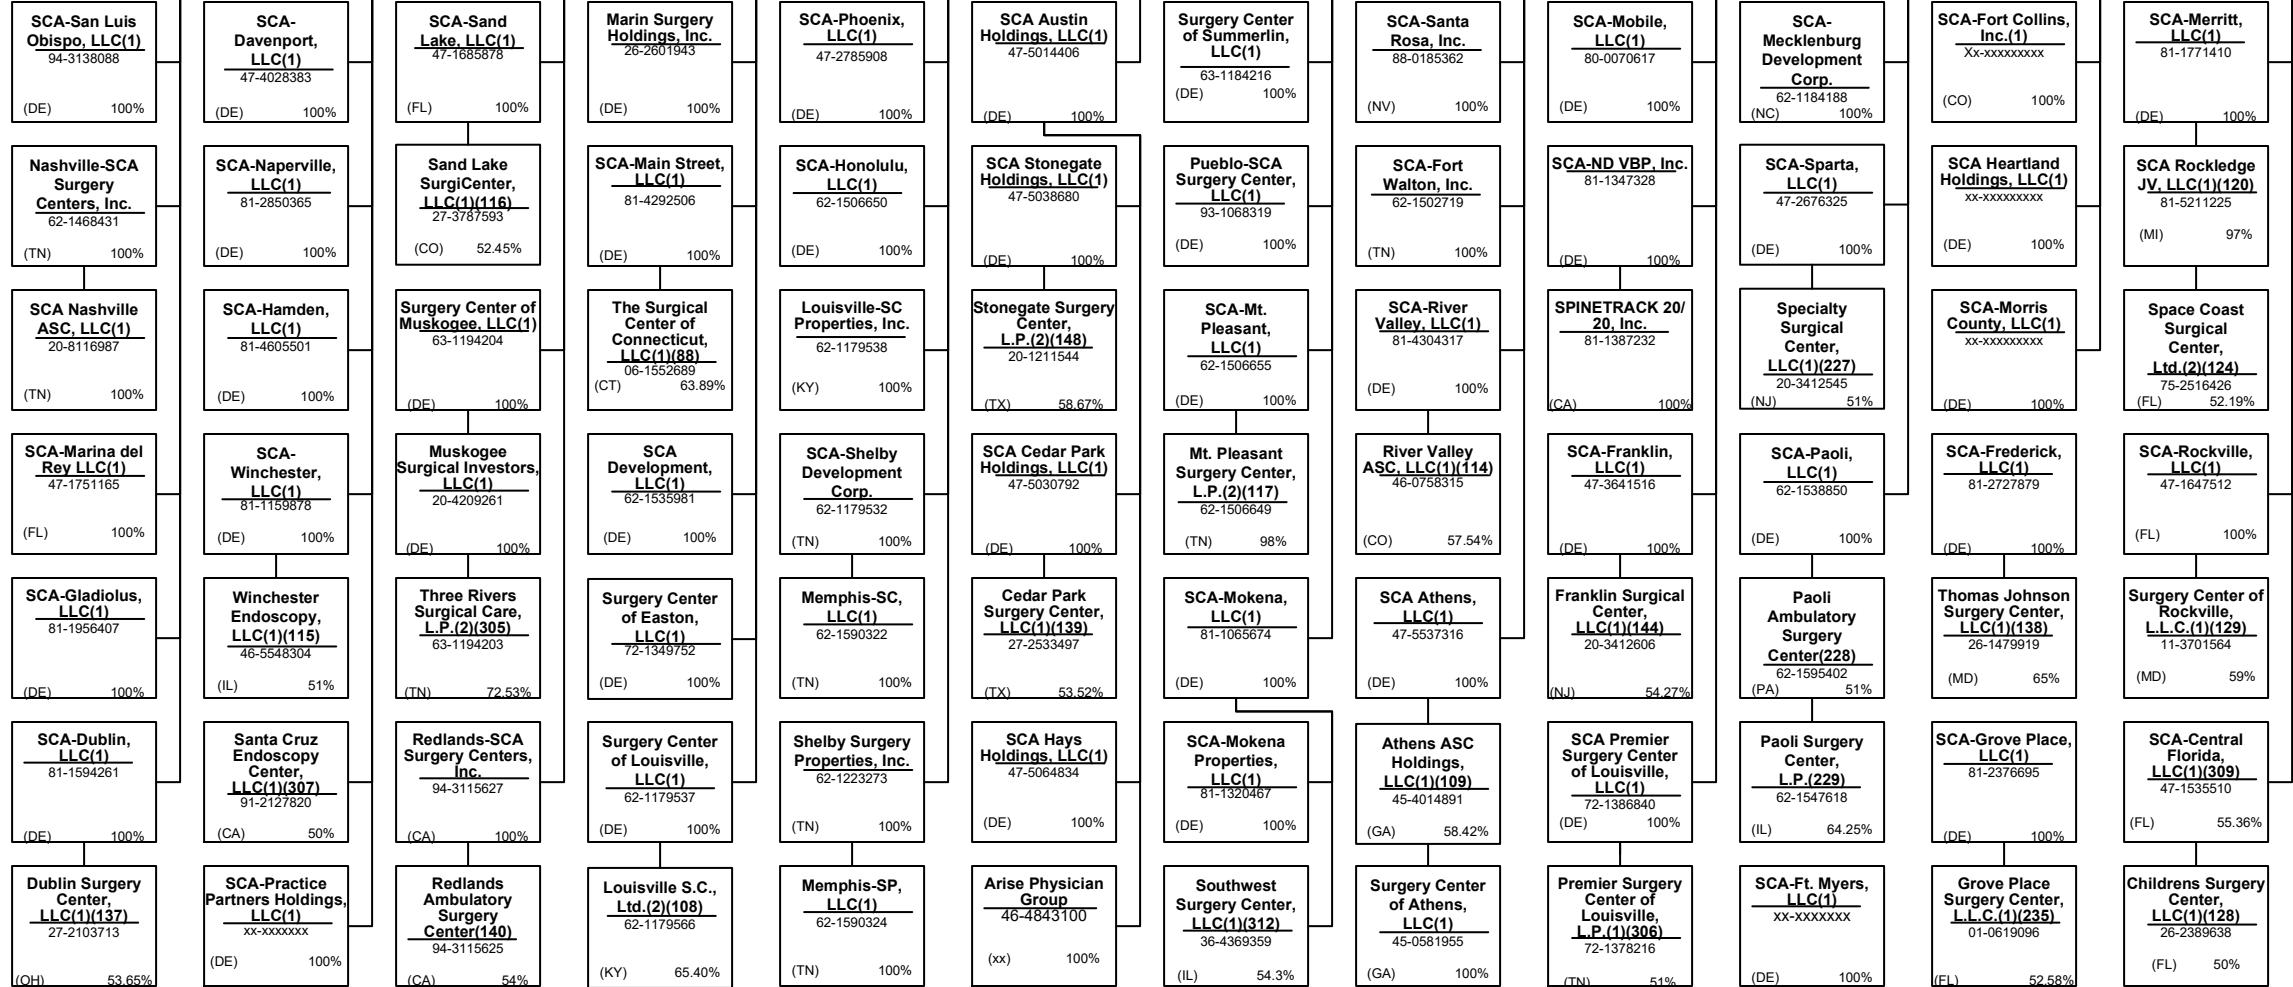 SCA-San Luis
Obispo, LLC(1)
94-3138088
(DE) 100%
SCA-
Davenport,
LLC(1)
47-4028383
(DE) 100%
SCA-Sand
Lake, LLC(1)
47-1685878
(FL) 100%
Marin Surgery
Holdings, Inc.
26-2601943
(DE) 100%
SCA-Phoenix,
LLC(1)
47-2785908
(DE) 100%
SCA Austin
Holdings, LLC(1)
47-5014406
(DE) 100%
Surgery Center
of Summerlin,
LLC(1)
63-1184216
(DE) 100%
SCA-Santa
Rosa, Inc.
88-0185362
(NV) 100%
SCA-Mobile,
LLC(1)
80-0070617
(DE) 100%
SCA-
Mecklenburg
Development
Corp.
62-1184188
(NC) 100%
SCA-Fort Collins,
Inc.(1)
Xx-xxxxxxxxx
(CO) 100%
SCA-Merritt,
LLC(1)
81-1771410
(DE) 100%
Nashville-SCA
Surgery
Centers, Inc.
62-1468431
(TN) 100%
SCA-Naperville,
LLC(1)
81-2850365
(DE) 100%
Sand Lake
SurgiCenter,
LLC(1)(116)
27-3787593
(CO) 52.45%
SCA-Main Street,
LLC(1)
81-4292506
(DE) 100%
SCA-Honolulu,
LLC(1)
62-1506650
(DE) 100%
SCA Stonegate
Holdings, LLC(1)
47-5038680
(DE) 100%
Pueblo-SCA
Surgery Center,
LLC(1)
93-1068319
(DE) 100%
SCA-Fort
Walton, Inc.
62-1502719
(TN) 100%
SCA-ND VBP, Inc.
81-1347328
(DE) 100%
SCA-Sparta,
LLC(1)
47-2676325
(DE) 100%
SCA Heartland
Holdings, LLC(1)
xx-xxxxxxxxx
(DE) 100%
SCA Rockledge
JV, LLC(1)(120)
81-5211225
(MI) 97%
SCA Nashville
ASC, LLC(1)
20-8116987
(TN) 100%
SCA-Hamden,
LLC(1)
81-4605501
(DE) 100%
Surgery Center of
Muskogee, LLC(1)
63-1194204
(DE) 100%
The Surgical
Center of
Connecticut,
LLC(1)(88)
06-1552689
(CT) 63.89%
Louisville-SC
Properties, Inc.
62-1179538
(KY) 100%
Stonegate Surgery
Center,
L.P.(2)(148)
20-1211544
(TX) 58.67%
SCA-Mt.
Pleasant,
LLC(1)
62-1506655
(DE) 100%
SCA-River
Valley, LLC(1)
81-4304317
(DE) 100%
SPINETRACK 20/
20, Inc.
81-1387232
(CA) 100%
Specialty
Surgical
Center,
LLC(1)(227)
20-3412545
(NJ) 51%
SCA-Morris
County, LLC(1)
xx-xxxxxxxxx
(DE) 100%
Space Coast
Surgical
Center,
Ltd.(2)(124)
75-2516426
(FL) 52.19%
SCA-Marina del
Rey LLC(1)
47-1751165
(FL) 100%
SCA-
Winchester,
LLC(1)
81-1159878
(DE) 100%
Muskogee
Surgical Investors,
LLC(1)
20-4209261
(DE) 100%
SCA
Development,
LLC(1)
62-1535981
(DE) 100%
SCA-Shelby
Development
Corp.
62-1179532
(TN) 100%
SCA Cedar Park
Holdings, LLC(1)
47-5030792
(DE) 100%
Mt. Pleasant
Surgery Center,
L.P.(2)(117)
62-1506649
(TN) 98%
River Valley
ASC, LLC(1)(114)
46-0758315
(CO) 57.54%
SCA-Franklin,
LLC(1)
47-3641516
(DE) 100%
SCA-Paoli,
LLC(1)
62-1538850
(DE) 100%
SCA-Frederick,
LLC(1)
81-2727879
(DE) 100%
SCA-Rockville,
LLC(1)
47-1647512
(FL) 100%
SCA-Gladiolus,
LLC(1)
81-1956407
(DE) 100%
Winchester
Endoscopy,
LLC(1)(115)
46-5548304
(IL) 51%
Three Rivers
Surgical Care,
L.P.(2)(305)
63-1194203
(TN) 72.53%
Surgery Center
of Easton,
LLC(1)
72-1349752
(DE) 100%
Memphis-SC,
LLC(1)
62-1590322
(TN) 100%
Cedar Park
Surgery Center,
LLC(1)(139)
27-2533497
(TX) 53.52%
SCA-Mokena,
LLC(1)
81-1065674
(DE) 100%
SCA Athens,
LLC(1)
47-5537316
(DE) 100%
Franklin Surgical
Center,
LLC(1)(144)
20-3412606
(NJ) 54.27%
Paoli
Ambulatory
Surgery
Center(228)
62-1595402
(PA) 51%
Thomas Johnson
Surgery Center,
LLC(1)(138)
26-1479919
(MD) 65%
Surgery Center of
Rockville,
L.L.C.(1)(129)
11-3701564
(MD) 59%
SCA-Dublin,
LLC(1)
81-1594261
(DE) 100%
Santa Cruz
Endoscopy
Center,
LLC(1)(307)
91-2127820
(CA) 50%
Redlands-SCA
Surgery Centers,
Inc.
94-3115627
(CA) 100%
Surgery Center
of Louisville,
LLC(1)
62-1179537
(DE) 100%
Shelby Surgery
Properties, Inc.
62-1223273
(TN) 100%
SCA Hays
Holdings, LLC(1)
47-5064834
(DE) 100%
SCA-Mokena
Properties,
LLC(1)
81-1320467
(DE) 100%
Athens ASC
Holdings,
LLC(1)(109)
45-4014891
(GA) 58.42%
SCA Premier
Surgery Center
of Louisville,
LLC(1)
72-1386840
(DE) 100%
Paoli Surgery
Center,
L.P.(229)
62-1547618
(IL) 64.25%
SCA-Grove Place,
LLC(1)
81-2376695
(DE) 100%
SCA-Central
Florida,
LLC(1)(309)
47-1535510
(FL) 55.36%
Dublin Surgery
Center,
LLC(1)(137)
27-2103713
(OH) 53.65%
SCA-Practice
Partners Holdings,
LLC(1)
xx-xxxxxxx
(DE) 100%
Redlands
Ambulatory
Surgery
Center(140)
94-3115625
(CA) 54%
Louisville S.C.,
Ltd.(2)(108)
62-1179566
(KY) 65.40%
Memphis-SP,
LLC(1)
62-1590324
(TN) 100%
Arise Physician
Group
46-4843100
(xx) 100%
Southwest
Surgery Center,
LLC(1)(312)
36-4369359
(IL) 54.3%
Surgery Center
of Athens,
LLC(1)
45-0581955
(GA) 100%
Premier Surgery
Center of
Louisville,
L.P.(1)(306)
72-1378216
(TN) 51%
SCA-Ft. Myers,
LLC(1)
xx-xxxxxxx
(DE) 100%
Grove Place
Surgery Center,
L.L.C.(1)(235)
01-0619096
(FL) 52.58%
Childrens Surgery
Center,
LLC(1)(128)
26-2389638
(FL) 50%